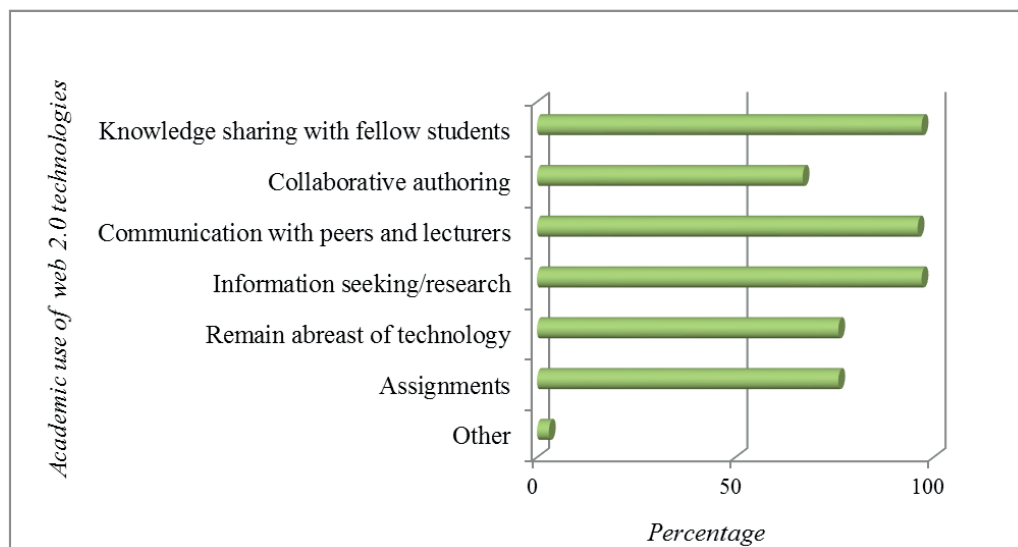 Academic use of web 2.0 technologies
Knowledge sharing with fellow students
Collaborative authoring
Communication with peers and lecturers
Information seeking/research
Remain abreast of technology
Assignments
Other
0
50
100
Percentage